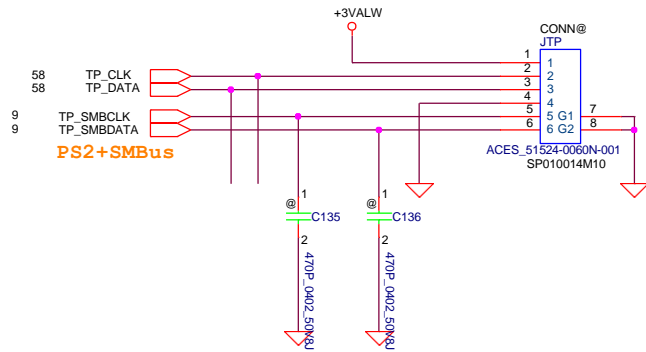 +3VALW
CONN@
JTP
1 1
58 TP_CLK 2 2
58 TP_DATA 3 3
4 4
9 TP_SMBCLK 5 5 G1 7
9 TP_SMBDATA 6 6 G2 8
PS2+SMBus
ACES_51524-0060N-001
SP010014M10
1 1
@ C135 @ C136
2 2
470P_0402_50V8J 470P_0402_50V8J